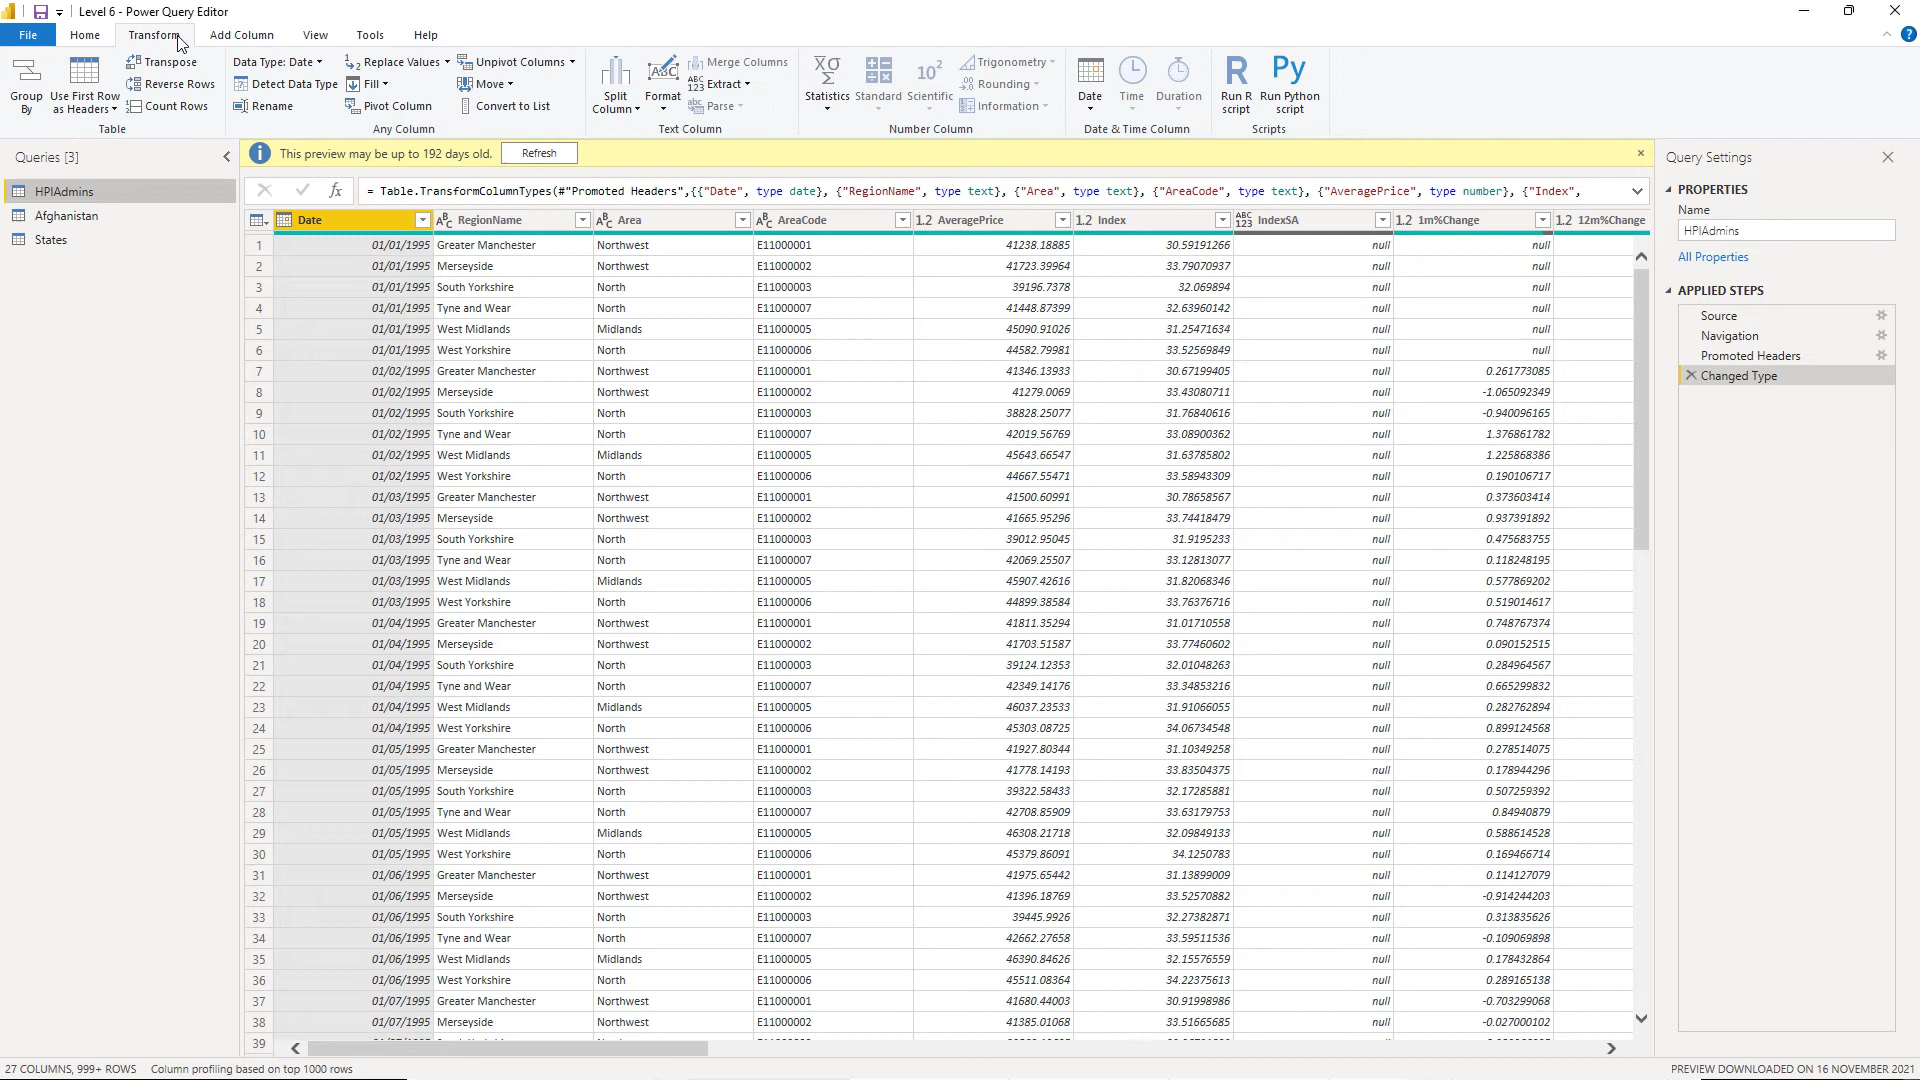 Level 6 - Power Query Editor
File Home Transform Add Column View Tools Help
Group By
Use First Row as Headers
Transpose
Reverse Rows
Count Rows
Table
Data Type: Date
Detect Data Type
Rename
Replace Values
Fill
Pivot Column
Unpivot Columns
Move
Convert to List
Any Column
Split Column
Format
Merge Columns
Extract
Parse
Text Column
Statistics
Standard
Scientific
Trigonometry
Rounding
Information
Number Column
Date
Time
Duration
Date & Time Column
Run R script
Run Python script
Scripts
Queries [3]
HPIAdmins
Afghanistan
States
This preview may be up to 192 days old. Refresh
= Table.TransformColumnTypes(#"Promoted Headers",{{"Date", type date}, {"RegionName", type text}, {"Area", type text}, {"AreaCode", type text}, {"AveragePrice", type number}, {"Index",
Date RegionName Area AreaCode AveragePrice Index IndexSA 1m%Change 12m%Change
1 01/01/1995 Greater Manchester Northwest E11000001 41238.18885 30.59191266 null null
2 01/01/1995 Merseyside Northwest E11000002 41723.39964 33.79070937 null null
3 01/01/1995 South Yorkshire North E11000003 39196.7378 32.069894 null null
4 01/01/1995 Tyne and Wear North E11000007 41448.87399 32.63960142 null null
5 01/01/1995 West Midlands Midlands E11000005 45090.91026 31.25471634 null null
6 01/01/1995 West Yorkshire North E11000006 44582.79981 33.52569849 null null
7 01/02/1995 Greater Manchester Northwest E11000001 41346.13933 30.67199405 null 0.261773085
8 01/02/1995 Merseyside Northwest E11000002 41279.0069 33.43080711 null -1.065092349
9 01/02/1995 South Yorkshire North E11000003 38828.25077 31.76840616 null -0.940096165
10 01/02/1995 Tyne and Wear North E11000007 42019.56769 33.08900362 null 1.376861782
11 01/02/1995 West Midlands Midlands E11000005 45643.66547 31.63785802 null 1.225868386
12 01/02/1995 West Yorkshire North E11000006 44667.55471 33.58943309 null 0.190106717
13 01/03/1995 Greater Manchester Northwest E11000001 41500.60991 30.78658567 null 0.373603414
14 01/03/1995 Merseyside Northwest E11000002 41665.95296 33.74418479 null 0.937391892
15 01/03/1995 South Yorkshire North E11000003 39012.95045 31.9195233 null 0.475683755
16 01/03/1995 Tyne and Wear North E11000007 42069.25507 33.12813077 null 0.118248195
17 01/03/1995 West Midlands Midlands E11000005 45907.42616 31.82068346 null 0.577869202
18 01/03/1995 West Yorkshire North E11000006 44899.38584 33.76376716 null 0.519014617
19 01/04/1995 Greater Manchester Northwest E11000001 41811.35294 31.01710558 null 0.748767374
20 01/04/1995 Merseyside Northwest E11000002 41703.51587 33.77460602 null 0.090152515
21 01/04/1995 South Yorkshire North E11000003 39124.12353 32.01048263 null 0.284964567
22 01/04/1995 Tyne and Wear North E11000007 42349.14176 33.34853216 null 0.665299832
23 01/04/1995 West Midlands Midlands E11000005 46037.23533 31.91066055 null 0.282762894
24 01/04/1995 West Yorkshire North E11000006 45303.08725 34.06734548 null 0.899124568
25 01/05/1995 Greater Manchester Northwest E11000001 41927.80344 31.10349258 null 0.278514075
26 01/05/1995 Merseyside Northwest E11000002 41778.14193 33.83504375 null 0.178944296
27 01/05/1995 South Yorkshire North E11000003 39322.58433 32.17285881 null 0.507259392
28 01/05/1995 Tyne and Wear North E11000007 42708.85909 33.63179753 null 0.84940879
29 01/05/1995 West Midlands Midlands E11000005 46308.21718 32.09849133 null 0.588614528
30 01/05/1995 West Yorkshire North E11000006 45379.86091 34.1250783 null 0.169466714
31 01/06/1995 Greater Manchester Northwest E11000001 41975.65442 31.13899009 null 0.114127079
32 01/06/1995 Merseyside Northwest E11000002 41396.18769 33.52570882 null -0.914244203
33 01/06/1995 South Yorkshire North E11000003 39445.9926 32.27382871 null 0.313835626
34 01/06/1995 Tyne and Wear North E11000007 42662.27658 33.59511536 null -0.109069898
35 01/06/1995 West Midlands Midlands E11000005 46390.84626 32.15576559 null 0.178432864
36 01/06/1995 West Yorkshire North E11000006 45511.08364 34.22375613 null 0.289165138
37 01/07/1995 Greater Manchester Northwest E11000001 41680.44003 30.91998986 null -0.703299068
38 01/07/1995 Merseyside Northwest E11000002 41385.01068 33.51665685 null -0.027000102
39
Query Settings
PROPERTIES
Name
HPIAdmins
All Properties
APPLIED STEPS
Source
Navigation
Promoted Headers
Changed Type
27 COLUMNS, 999+ ROWS Column profiling based on top 1000 rows PREVIEW DOWNLOADED ON 16 NOVEMBER 2021